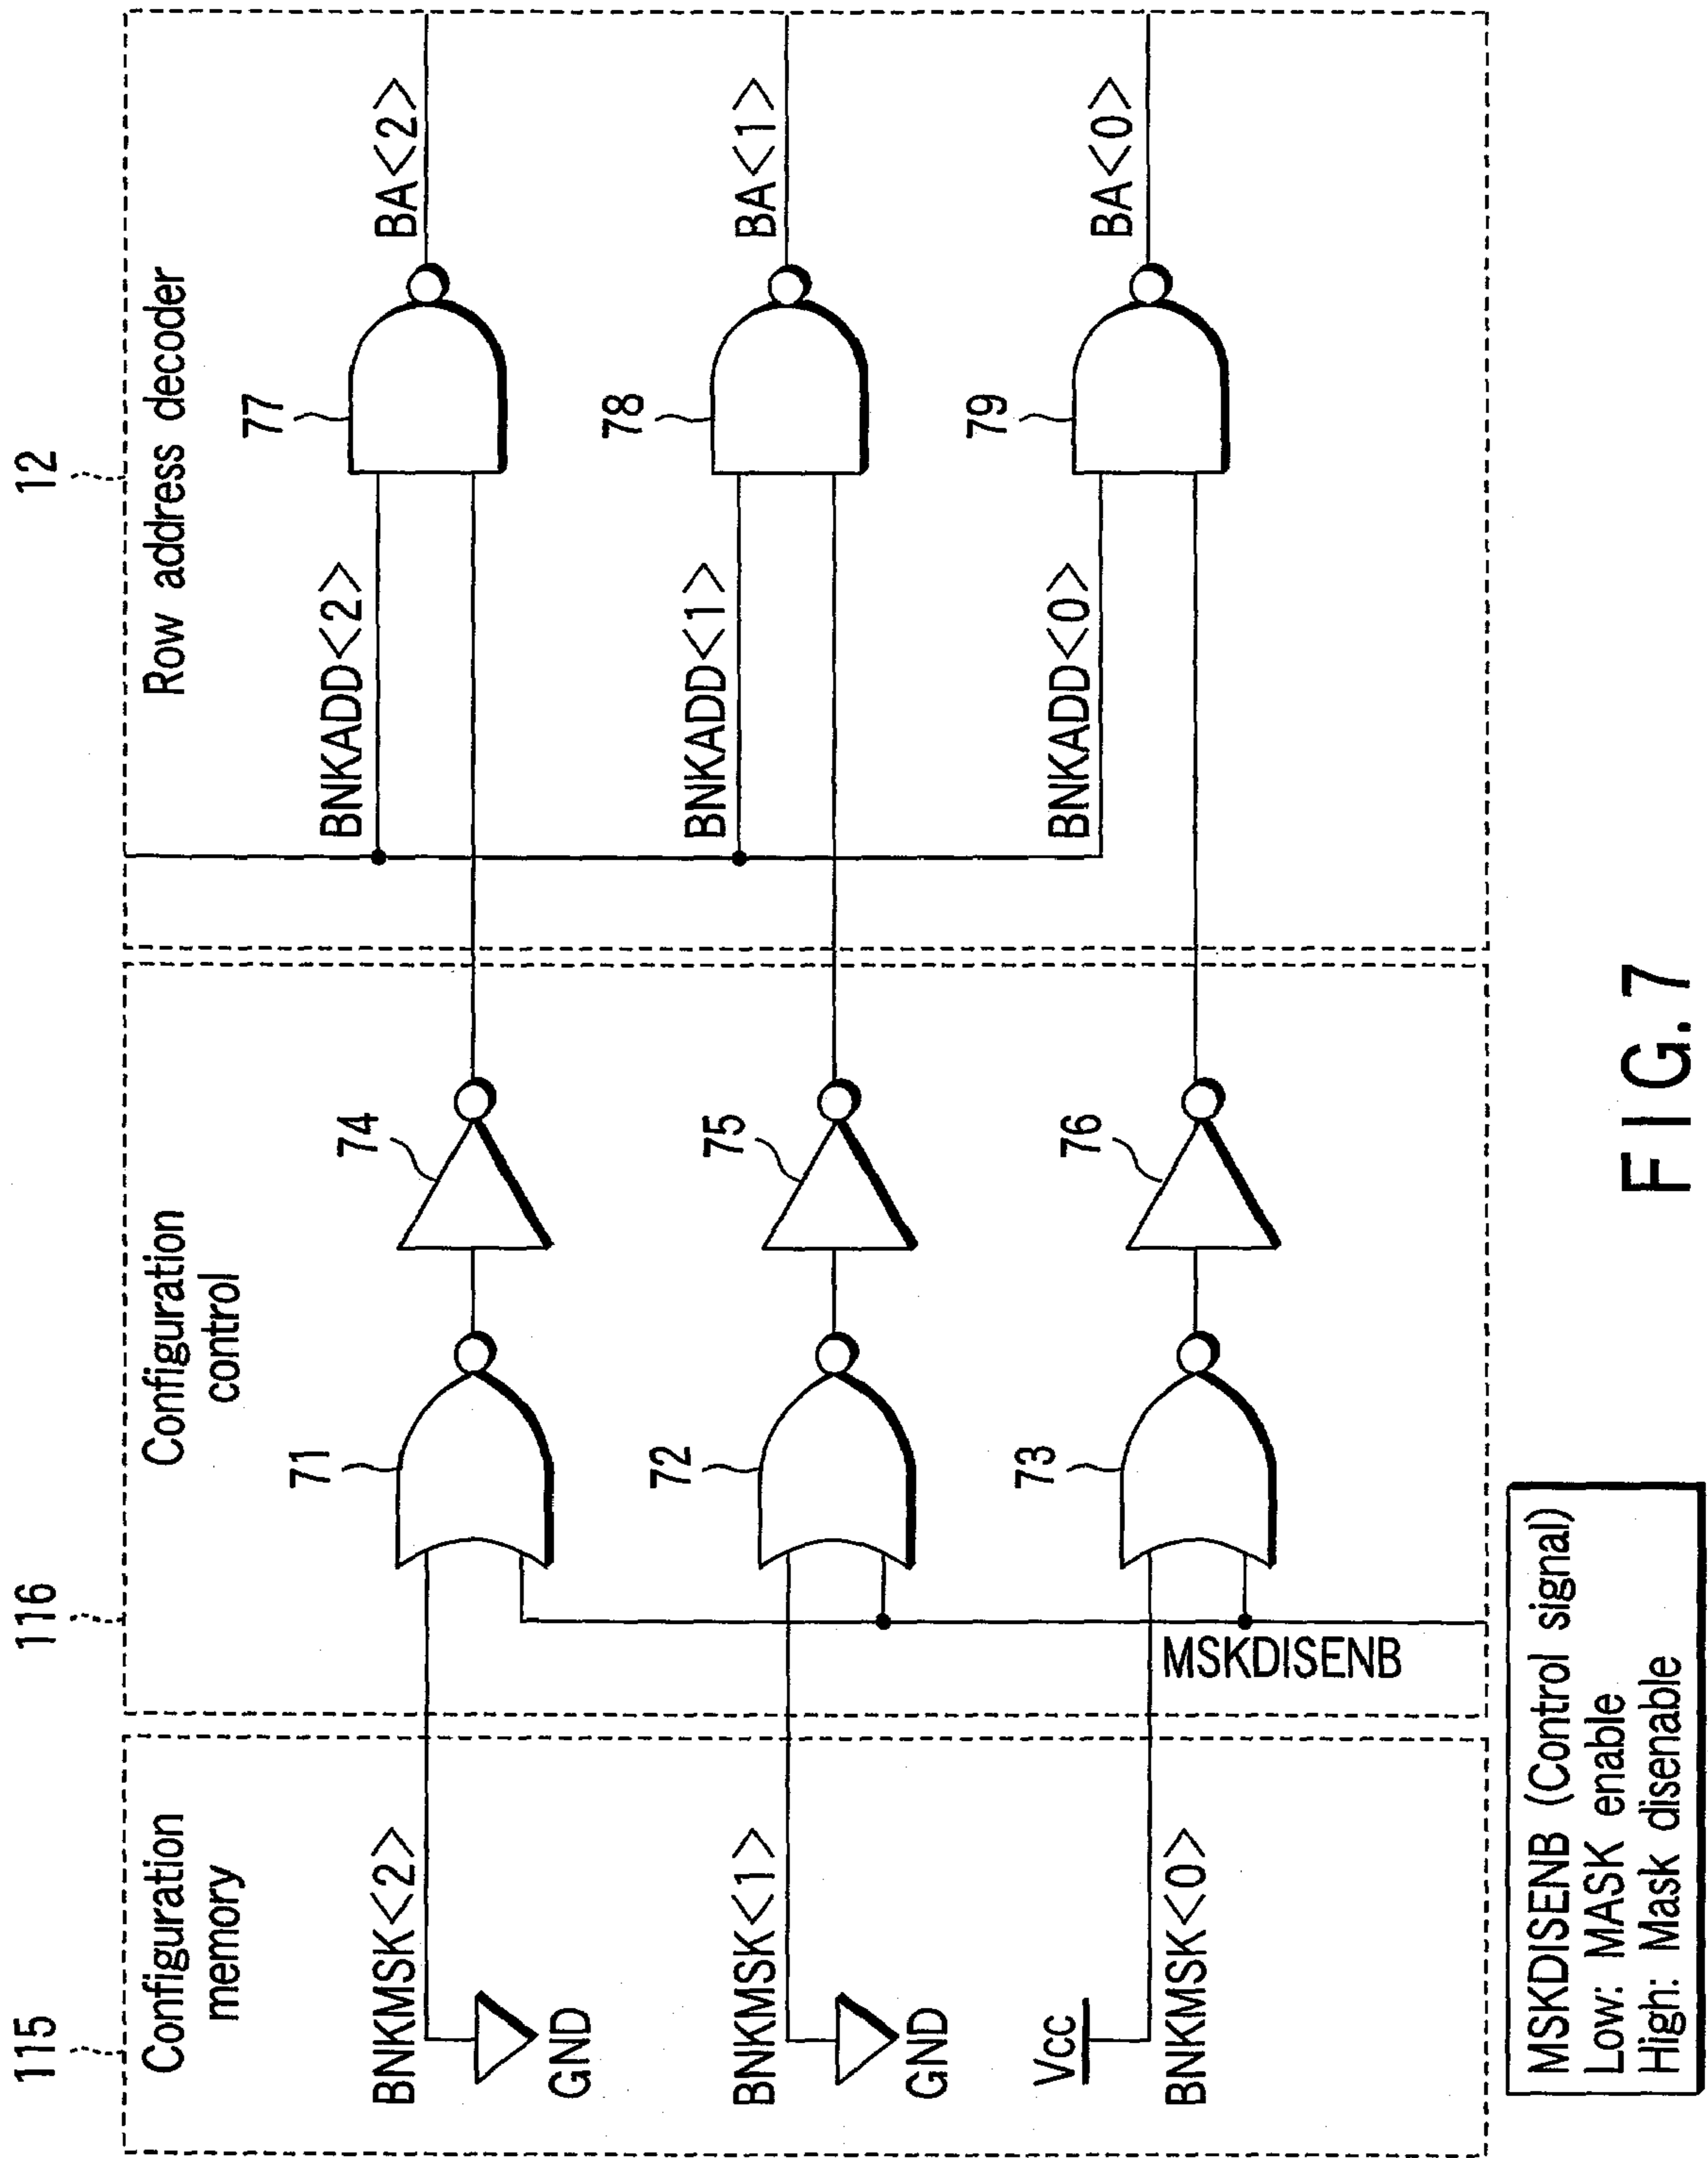 115
116
12
Configuration
memory
Configuration
control
Row address decoder
BNKMSK<2>
GND
71
74
BNKADD<2>
77
BA<2>
BNKMSK<1>
GND
72
75
BNKADD<1>
78
BA<1>
Vcc
BNKMSK<0>
MSKDISENB
73
76
BNKADD<0>
79
BA<0>
MSKDISENB (Control signal)
Low: MASK enable
High: Mask disenable
FIG.7